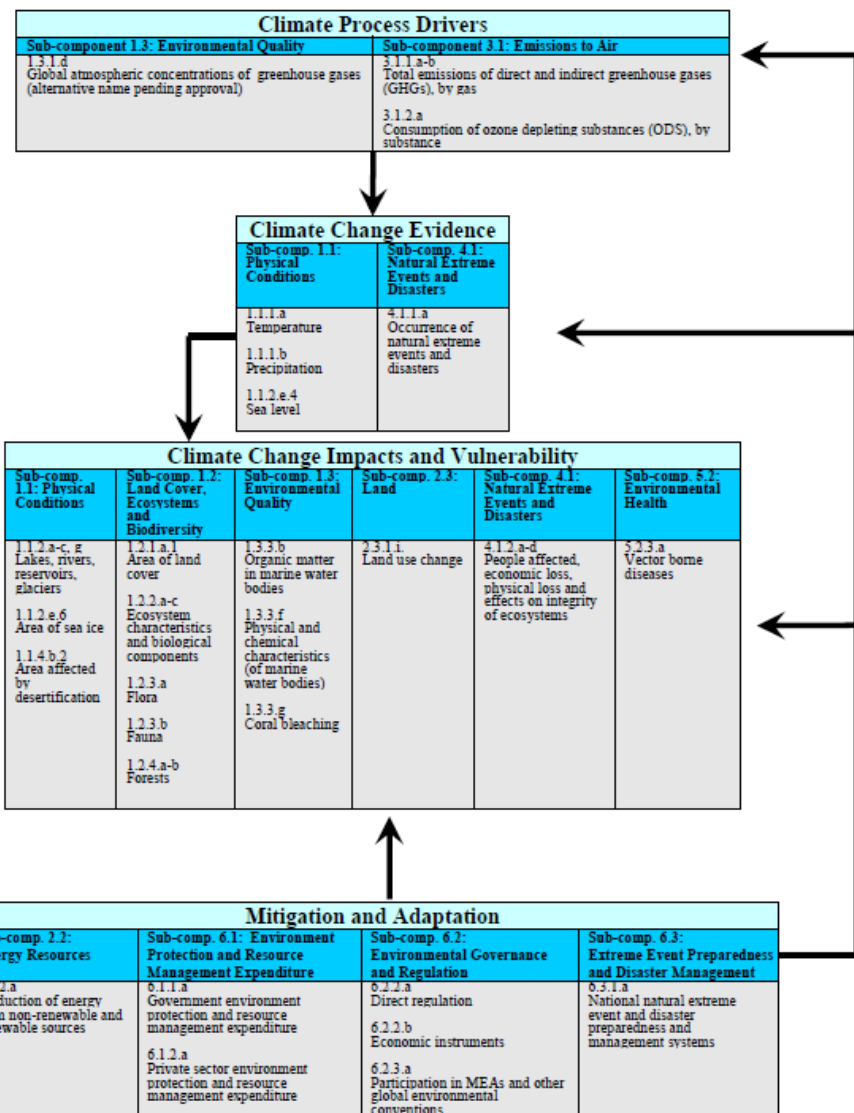 Climate Process Drivers
Sub-component 1.3: Environmental Quality
1.3.1.d
Global atmospheric concentrations of greenhouse gases
(alternative name pending approval)
Sub-component 3.1: Emissions to Air
3.1.1.a-b
Total emissions of direct and indirect greenhouse gases
(GHGs), by gas
3.1.2.a
Consumption of ozone depleting substances (ODS), by
substance
Climate Change Evidence
Sub-comp. 1.1:
Physical
Conditions
1.1.1.a
Temperature
1.1.1.b
Precipitation
1.1.2.e.4
Sea level
Sub-comp. 4.1:
Natural Extreme
Events and
Disasters
4.1.1.a
Occurrence of
natural extreme
events and
disasters
Climate Change Impacts and Vulnerability
Sub-comp.
1.1: Physical
Conditions
1.1.2.a-c, g
Lakes, rivers,
reservoirs,
glaciers
1.1.2.e.6
Area of sea ice
1.1.4.b.2
Area affected
by
desertification
Sub-comp. 1.2:
Land Cover,
Ecosystems
and
Biodiversity
1.2.1.a.1
Area of land
cover
1.2.2.a-c
Ecosystem
characteristics
and biological
components
1.2.3.a
Flora
1.2.3.b
Fauna
1.2.4.a-b
Forests
Sub-comp. 1.3:
Environmental
Quality
1.3.3.b
Organic matter
in marine water
bodies
1.3.3.f
Physical and
chemical
characteristics
(of marine
water bodies)
1.3.3.g
Coral bleaching
Sub-comp. 2.3:
Land
2.3.1.i.
Land use change
Sub-comp. 4.1:
Natural Extreme
Events and
Disasters
4.1.2.a-d
People affected,
economic loss,
physical loss and
effects on integrity
of ecosystems
Sub-comp. 5.2:
Environmental
Health
5.2.3.a
Vector borne
diseases
Mitigation and Adaptation
-comp. 2.2:
rgy Resources
2.a
duction of energy
n non-renewable and
ewable sources
Sub-comp. 6.1: Environment
Protection and Resource
Management Expenditure
6.1.1.a
Government environment
protection and resource
management expenditure
6.1.2.a
Private sector environment
protection and resource
management expenditure
Sub-comp. 6.2:
Environmental Governance
and Regulation
6.2.2.a
Direct regulation
6.2.2.b
Economic instruments
6.2.3.a
Participation in MEAs and other
global environmental
conventions
Sub-comp. 6.3:
Extreme Event Preparedness
and Disaster Management
6.3.1.a
National natural extreme
event and disaster
preparedness and
management systems